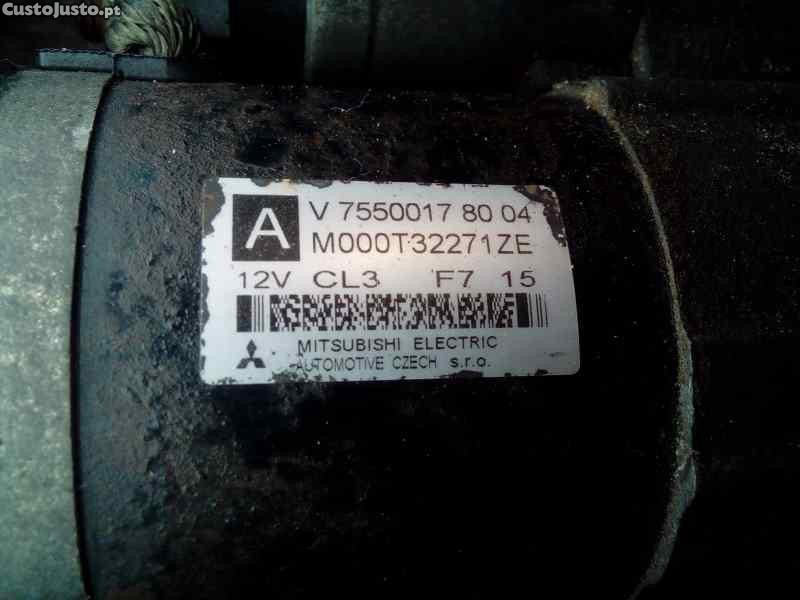 CustoJusto.pt
A
V 7550017 80 04
M000T32271ZE
12V CL3 F7 15
MITSUBISHI ELECTRIC
AUTOMOTIVE CZECH s.r.o.